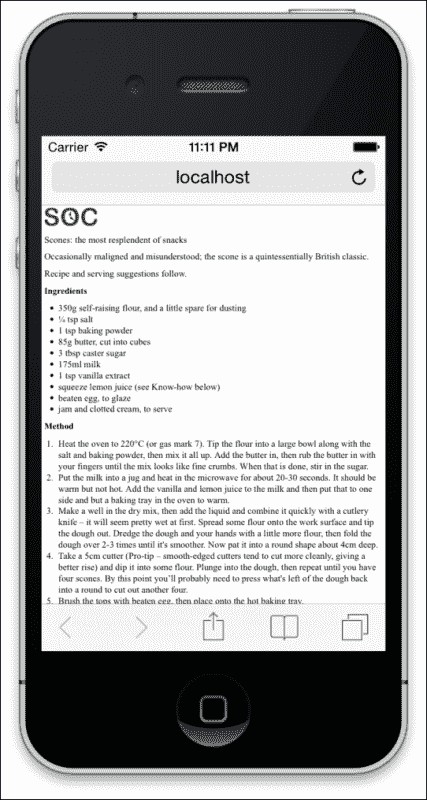 Carrier 11:11 PM
localhost
SOC
Scones: the most resplendent of snacks
Occasionally maligned and misunderstood; the scone is a quintessentially British classic.
Recipe and serving suggestions follow.
Ingredients
• 350g self-raising flour, and a little spare for dusting
• ¼ tsp salt
• 1 tsp baking powder
• 85g butter, cut into cubes
• 3 tbsp caster sugar
• 175ml milk
• 1 tsp vanilla extract
• squeeze lemon juice (see Know-how below)
• beaten egg, to glaze
• jam and clotted cream, to serve
Method
1. Heat the oven to 220°C (or gas mark 7). Tip the flour into a large bowl along with the
salt and baking powder, then mix it all up. Add the butter in, then rub the butter in with
your fingers until the mix looks like fine crumbs. When that is done, stir in the sugar.
2. Put the milk into a jug and heat in the microwave for about 20-30 seconds. It should be
warm but not hot. Add the vanilla and lemon juice to the milk and then put that to one
side and but a baking tray in the oven to warm.
3. Make a well in the dry mix, then add the liquid and combine it quickly with a cutlery
knife – it will seem pretty wet at first. Spread some flour onto the work surface and tip
the dough out. Dredge the dough and your hands with a little more flour, then fold the
dough over 2-3 times until it's smoother. Now put it into a round shape about 4cm deep.
4. Take a 5cm cutter (Pro-tip – smooth-edged cutters tend to cut more cleanly, giving a
better rise) and dip it into some flour. Plunge into the dough, then repeat until you have
four scones. By this point you'll probably need to press what's left of the dough back
into a round to cut out another four.
5. Brush the tops with beaten egg, then place onto the hot baking tray.